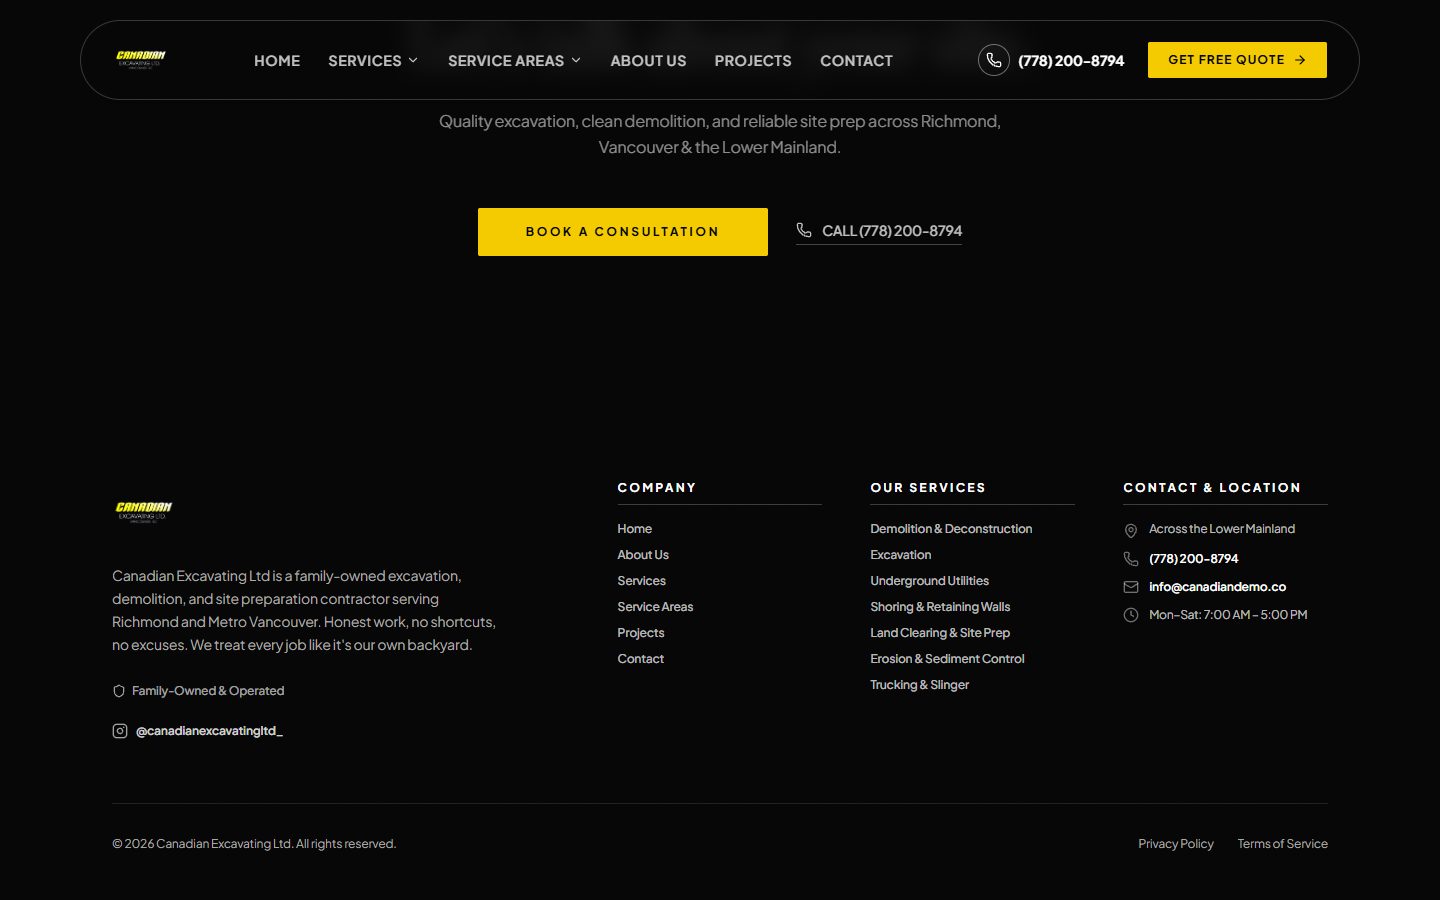 CANADIAN
EXCAVATING LTD.
HOME
SERVICES
SERVICE AREAS
ABOUT US
PROJECTS
CONTACT
(778) 200-8794
GET FREE QUOTE →
Quality excavation, clean demolition, and reliable site prep across Richmond,
Vancouver & the Lower Mainland.
BOOK A CONSULTATION
CALL (778) 200-8794
CANADIAN
EXCAVATING LTD.
Canadian Excavating Ltd is a family-owned excavation,
demolition, and site preparation contractor serving
Richmond and Metro Vancouver. Honest work, no shortcuts,
no excuses. We treat every job like it's our own backyard.
Family-Owned & Operated
@canadianexcavatingltd_
COMPANY
Home
About Us
Services
Service Areas
Projects
Contact
OUR SERVICES
Demolition & Deconstruction
Excavation
Underground Utilities
Shoring & Retaining Walls
Land Clearing & Site Prep
Erosion & Sediment Control
Trucking & Slinger
CONTACT & LOCATION
Across the Lower Mainland
(778) 200-8794
info@canadiandemo.co
Mon–Sat: 7:00 AM – 5:00 PM
© 2026 Canadian Excavating Ltd. All rights reserved.
Privacy Policy
Terms of Service